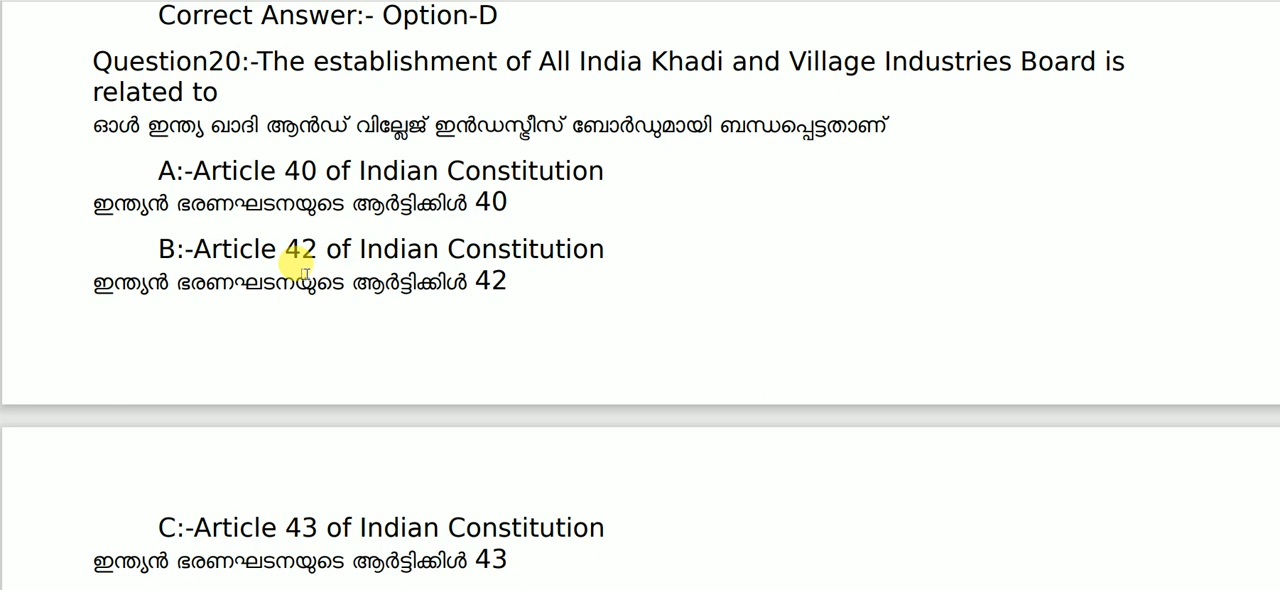 Correct Answer:- Option-D
Question20:-The establishment of All India Khadi and Village Industries Board is
related to
ഓൾ ഇന്ത്യ ഖാദി ആൻഡ് വില്ലേജ് ഇൻഡസ്ട്രീസ് ബോർഡുമായി ബന്ധപ്പെട്ടതാണ്
A:-Article 40 of Indian Constitution
ഇന്ത്യൻ ഭരണഘടനയുടെ ആർട്ടിക്കിൾ 40
B:-Article 42 of Indian Constitution
ഇന്ത്യൻ ഭരണഘടനയുടെ ആർട്ടിക്കിൾ 42
C:-Article 43 of Indian Constitution
ഇന്ത്യൻ ഭരണഘടനയുടെ ആർട്ടിക്കിൾ 43